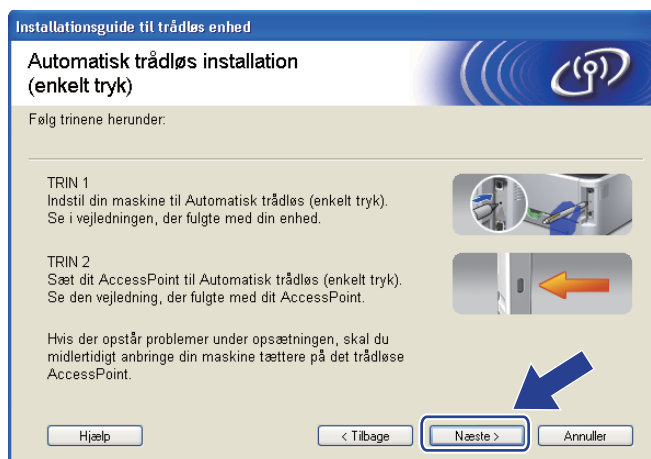 Installationsguide til trådløs enhed
Automatisk trådløs installation
(enkelt tryk)
Følg trinene herunder:
TRIN 1
Indstil din maskine til Automatisk trådløs (enkelt tryk).
Se i vejledningen, der fulgte med din enhed.
TRIN 2
Sæt dit AccessPoint til Automatisk trådløs (enkelt tryk).
Se den vejledning, der fulgte med dit AccessPoint.
Hvis der opstår problemer under opsætningen, skal du
midlertidigt anbringe din maskine tættere på det trådløse
AccessPoint.
Hjælp
< Tilbage
Næste >
Annuller